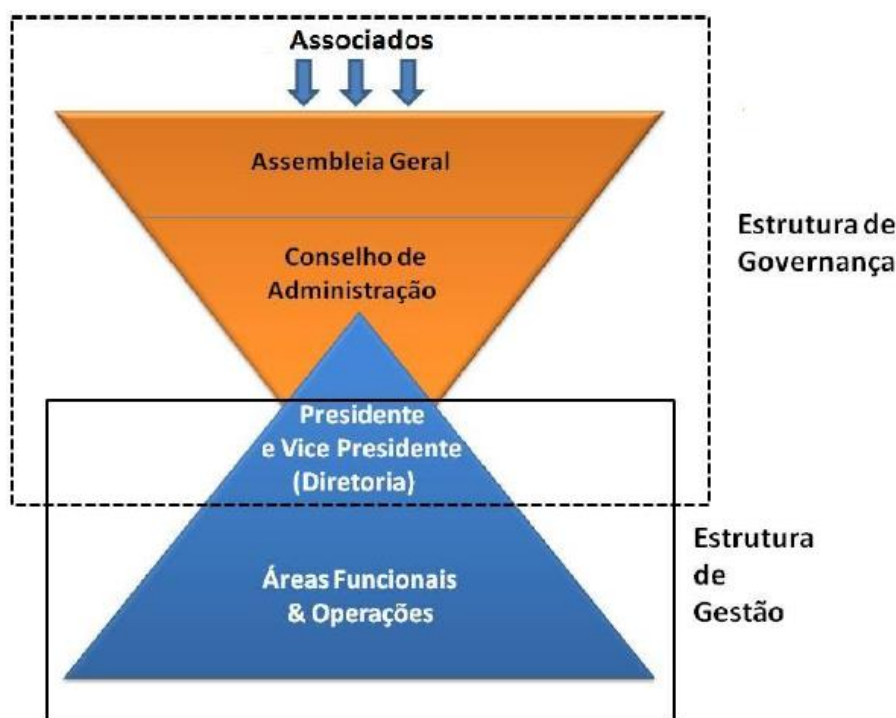 Associados
Assembleia Geral
Conselho de
Administração
Estrutura de
Governança
Presidente
e Vice Presidente
(Diretoria)
Áreas Funcionais
& Operações
Estrutura
de
Gestão